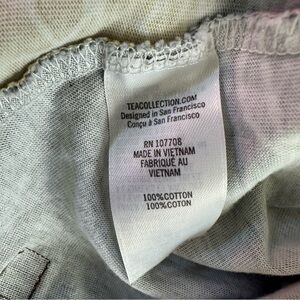 TEACOLLECTION.COM
Designed in San Francisco
Conçu à San Francisco
RN 107708
MADE IN VIETNAM
FABRIQUÉ AU
VIETNAM
100%COTTON
100%COTON